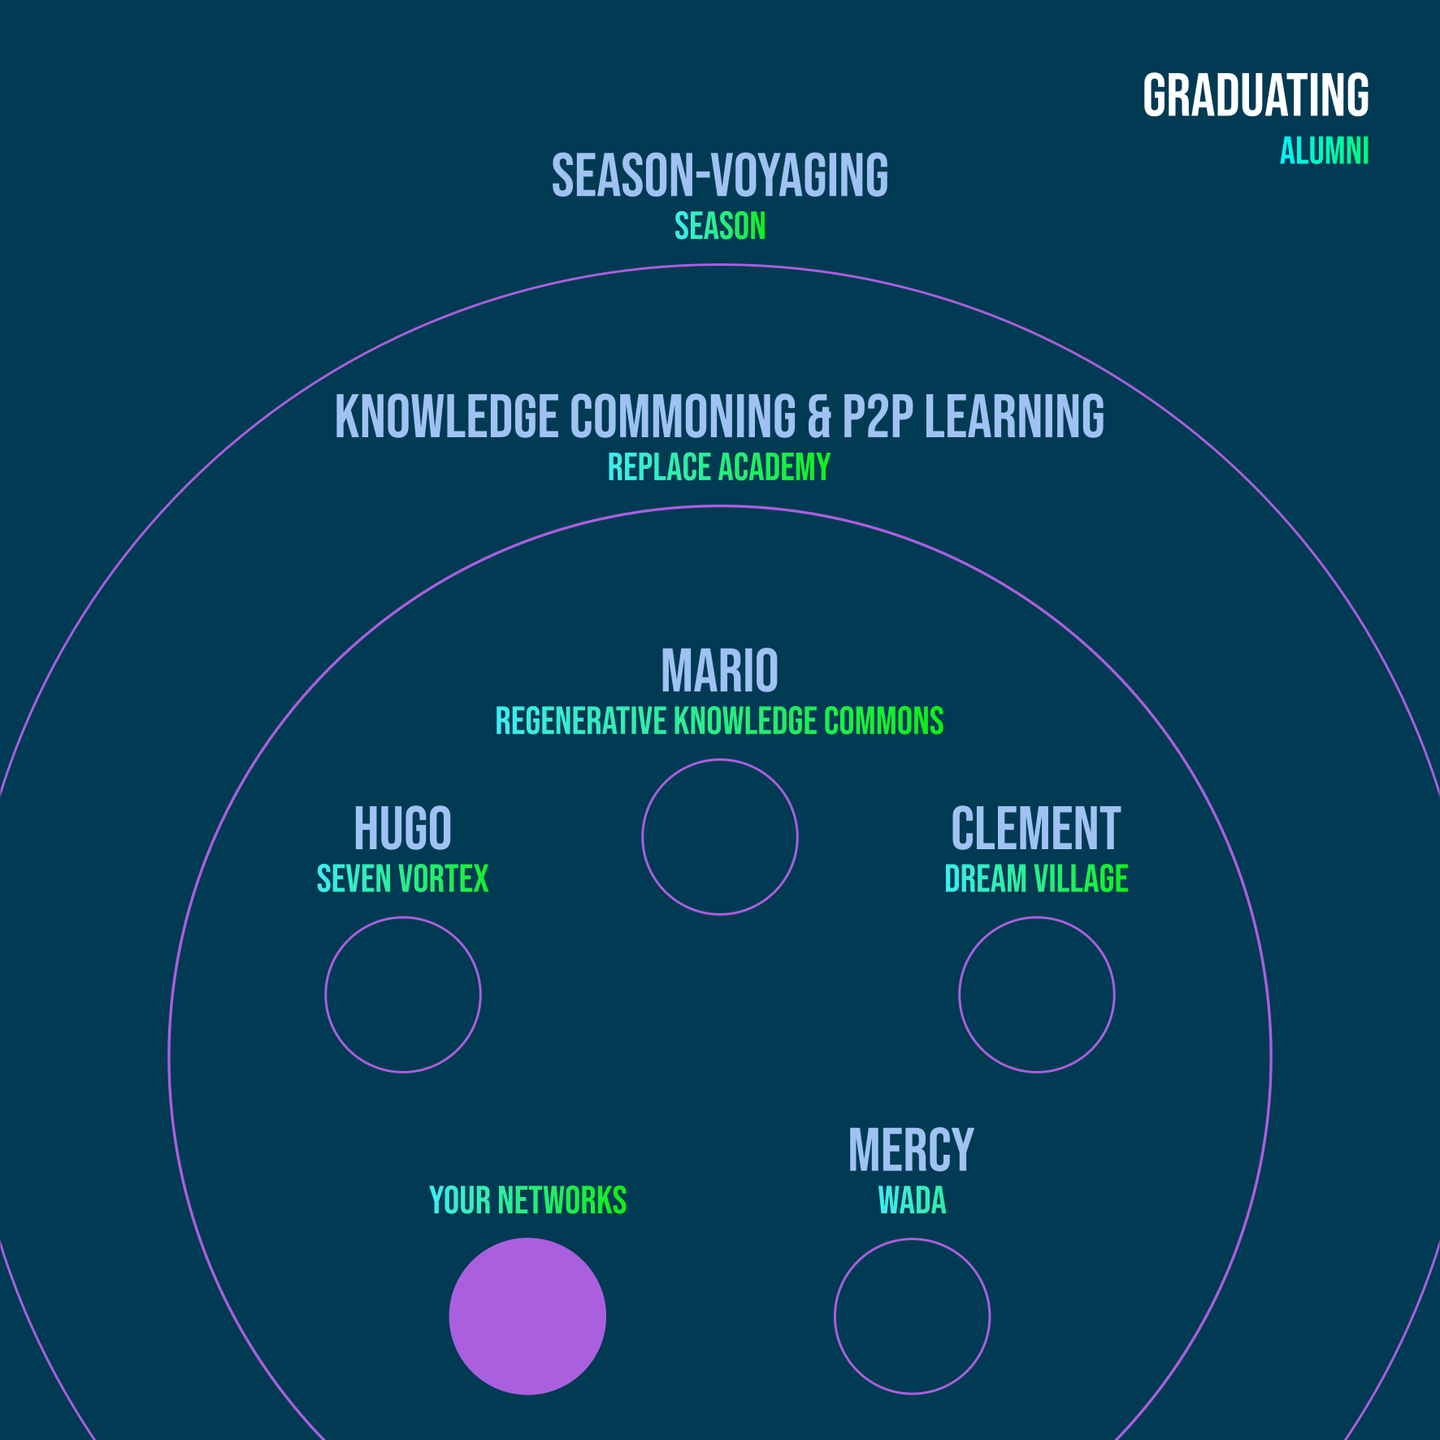 GRADUATING
ALUMNI
SEASON-VOYAGING
SEASON
KNOWLEDGE COMMONING & P2P LEARNING
REPLACE ACADEMY
MARIO
REGENERATIVE KNOWLEDGE COMMONS
HUGO
SEVEN VORTEX
CLEMENT
DREAM VILLAGE
YOUR NETWORKS
MERCY
WADA